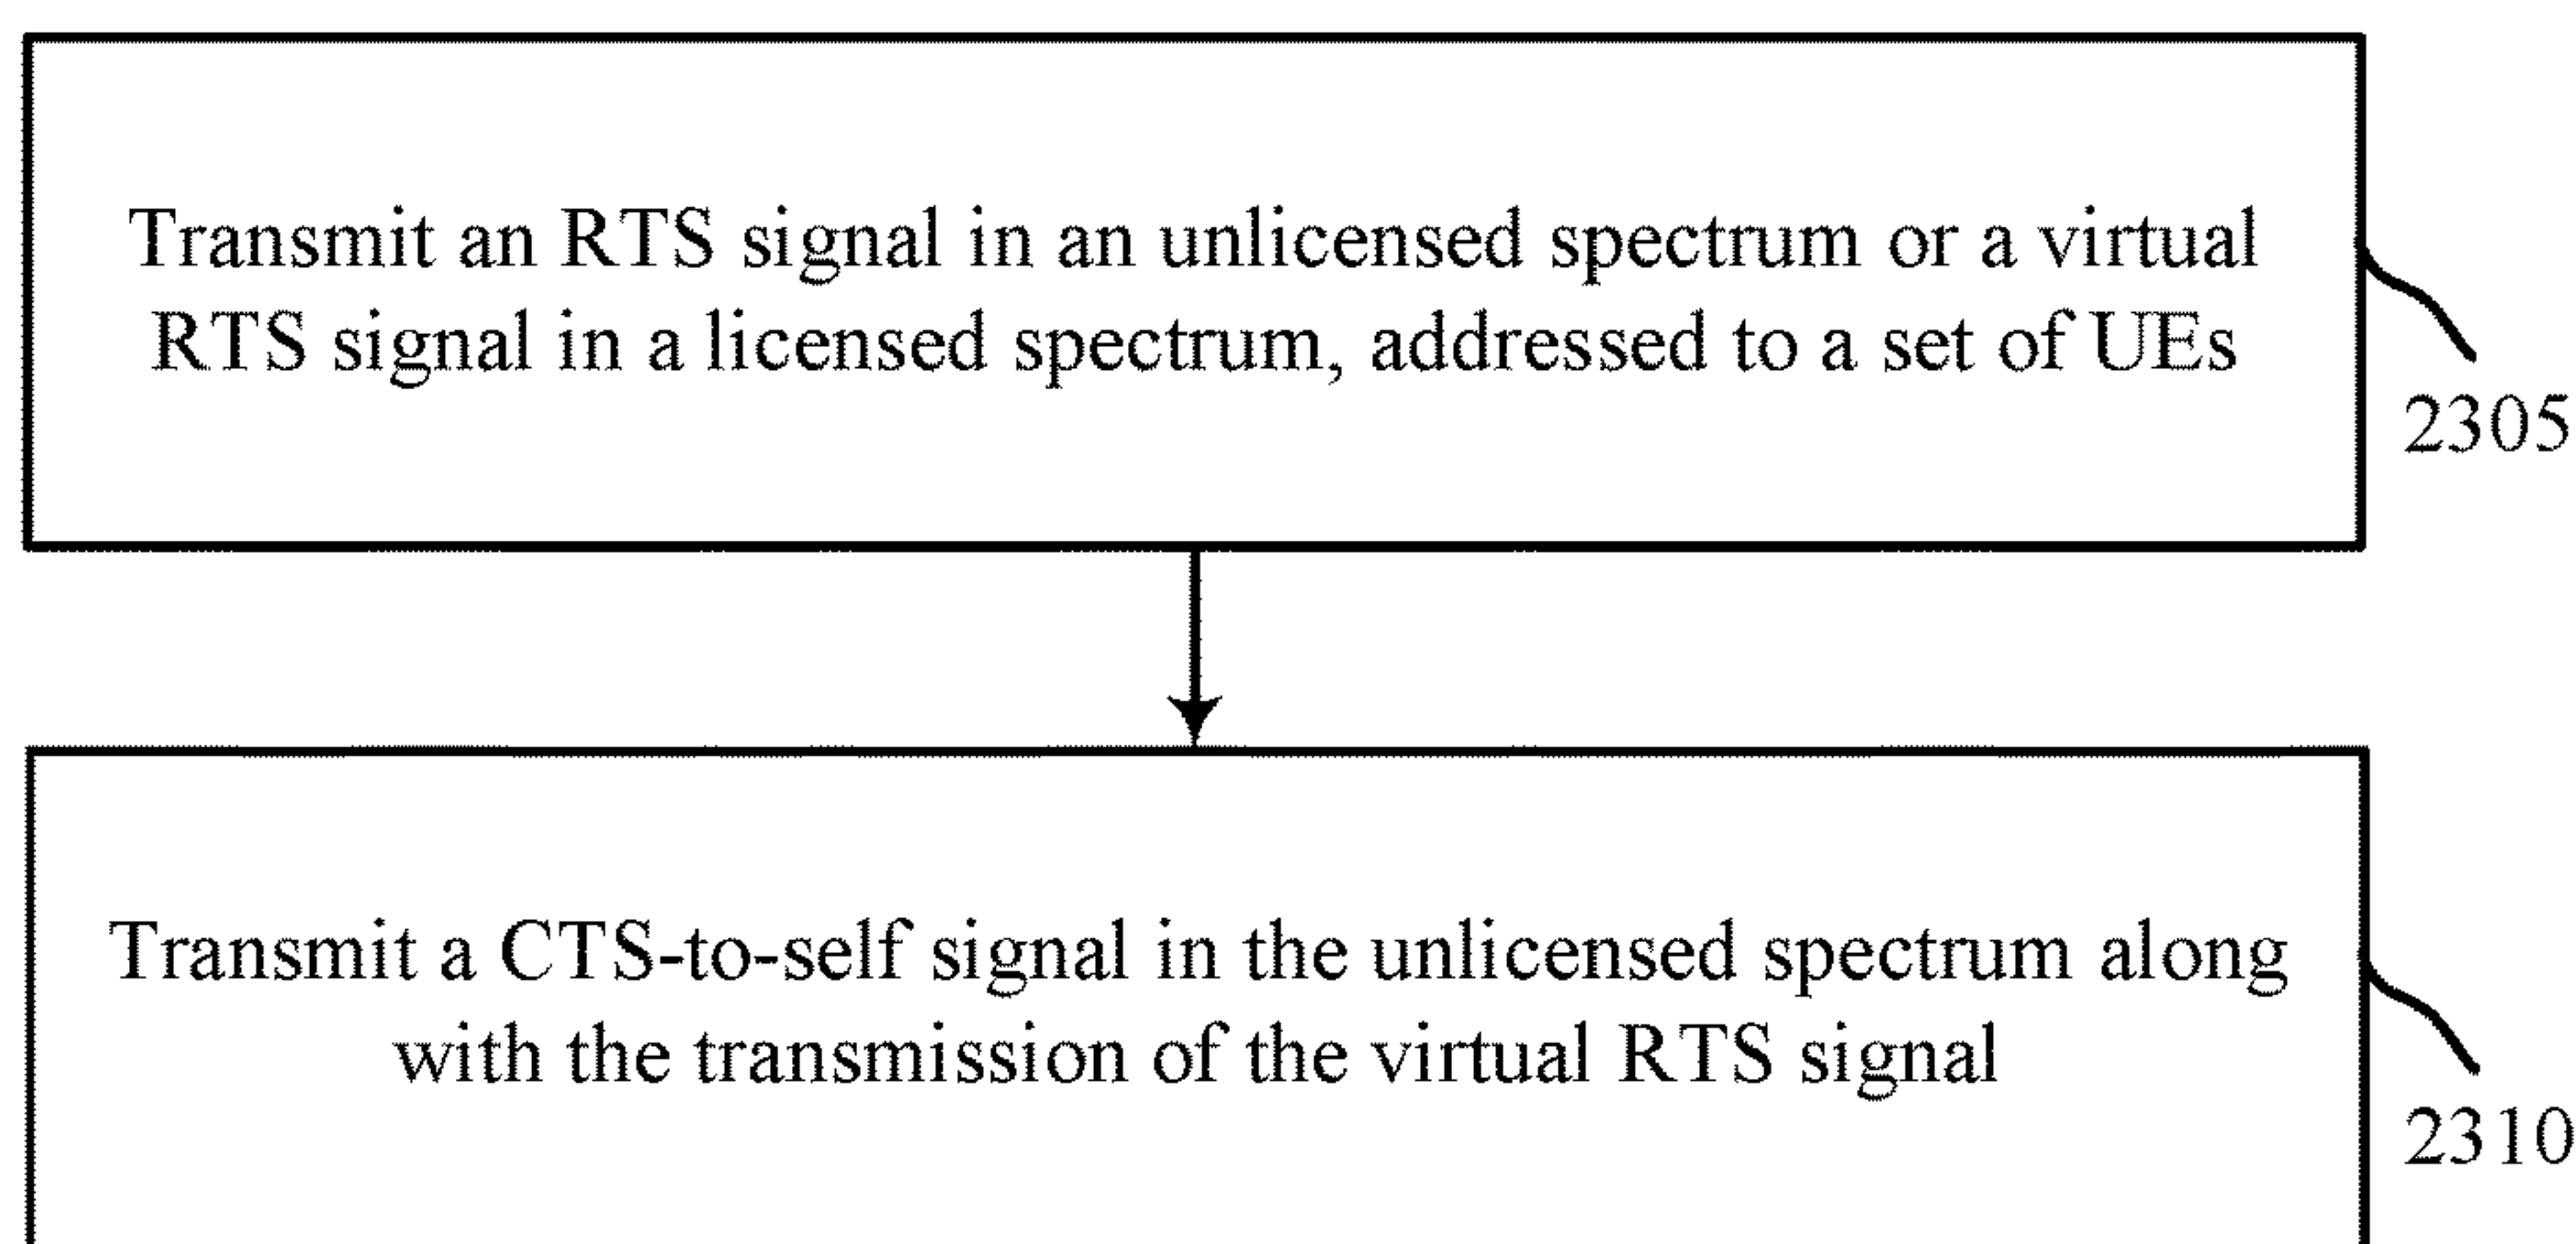 Transmit an RTS signal in an unlicensed spectrum or a virtual
RTS signal in a licensed spectrum, addressed to a set of UEs
2305
Transmit a CTS-to-self signal in the unlicensed spectrum along
with the transmission of the virtual RTS signal
2310